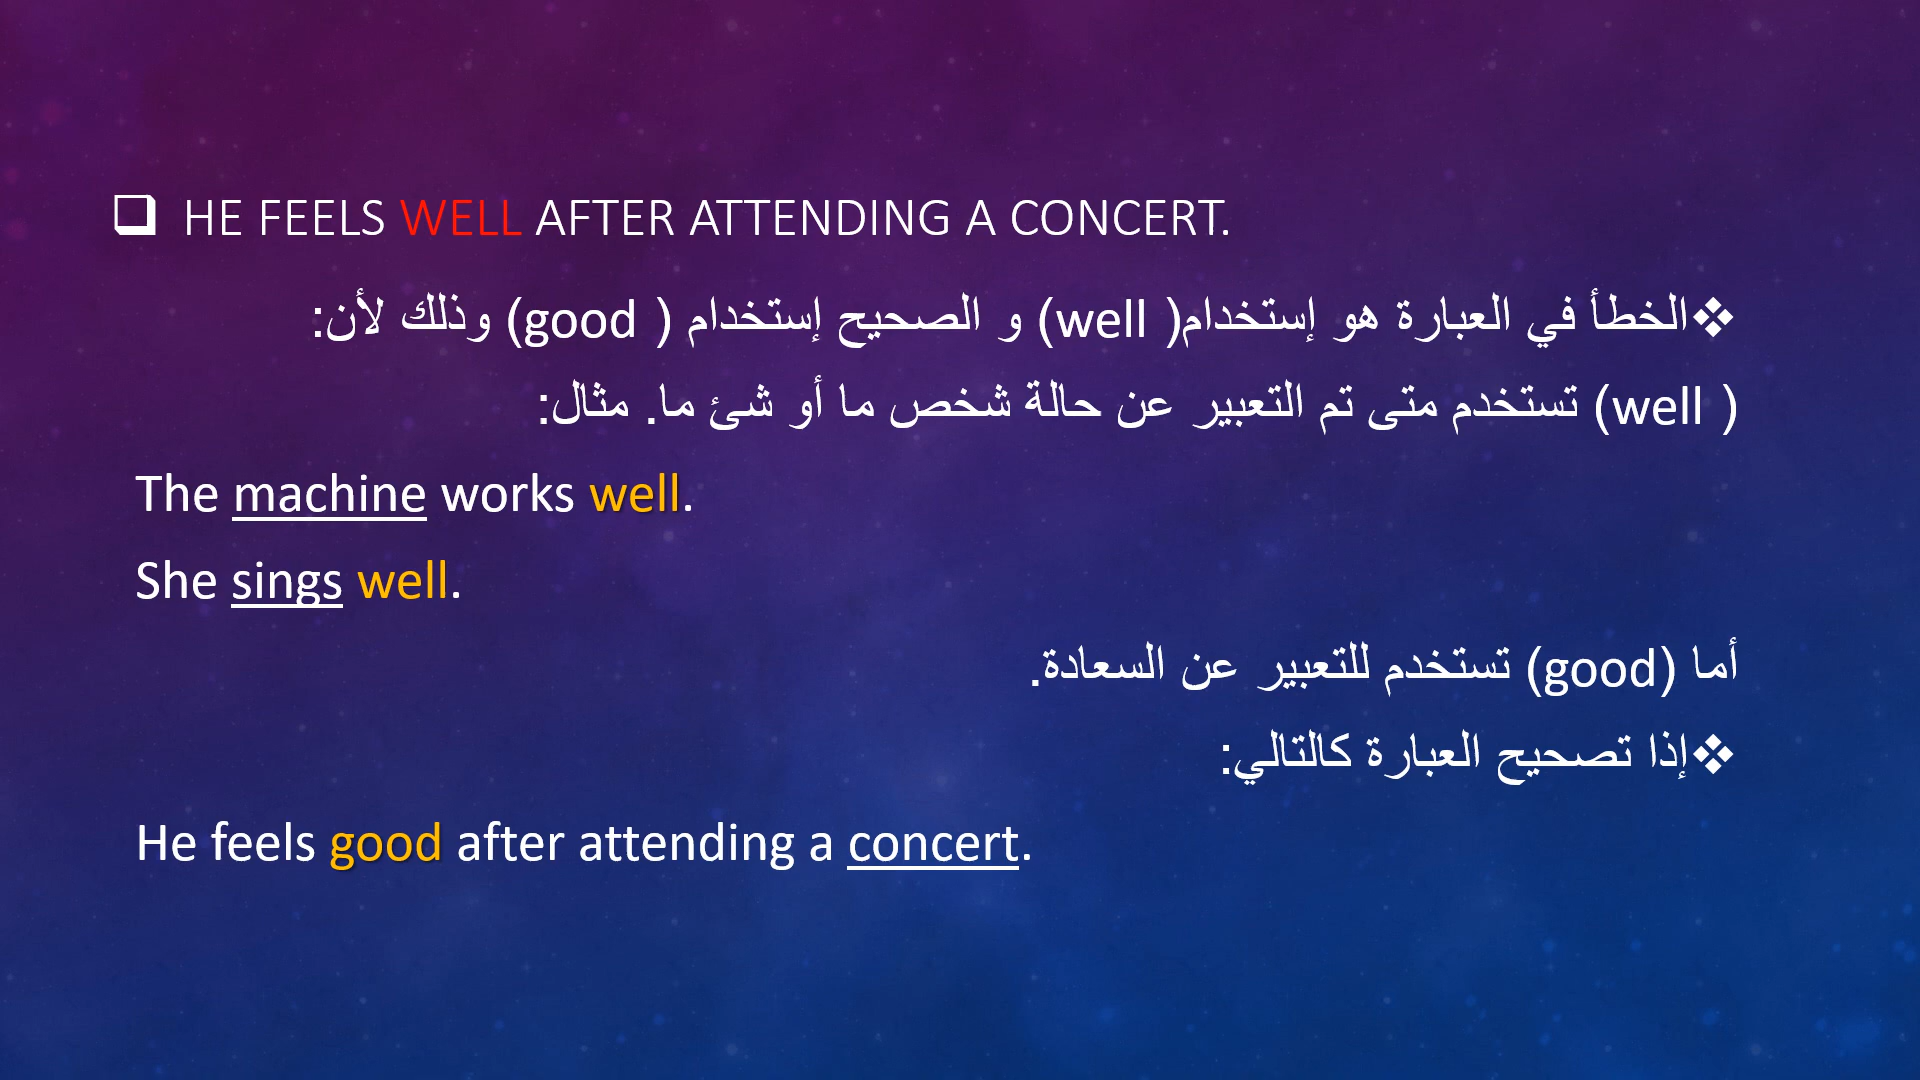 HE FEELS WELL AFTER ATTENDING A CONCERT.
الخطأ في العبارة هو إستخدام( well) و الصحيح إستخدام ( good) وذلك لأن:
( well) تستخدم متى تم التعبير عن حالة شخص ما أو شئ ما. مثال:
The machine works well.
She sings well.
أما (good) تستخدم للتعبير عن السعادة.
إذا تصحيح العبارة كالتالي:
He feels good after attending a concert.